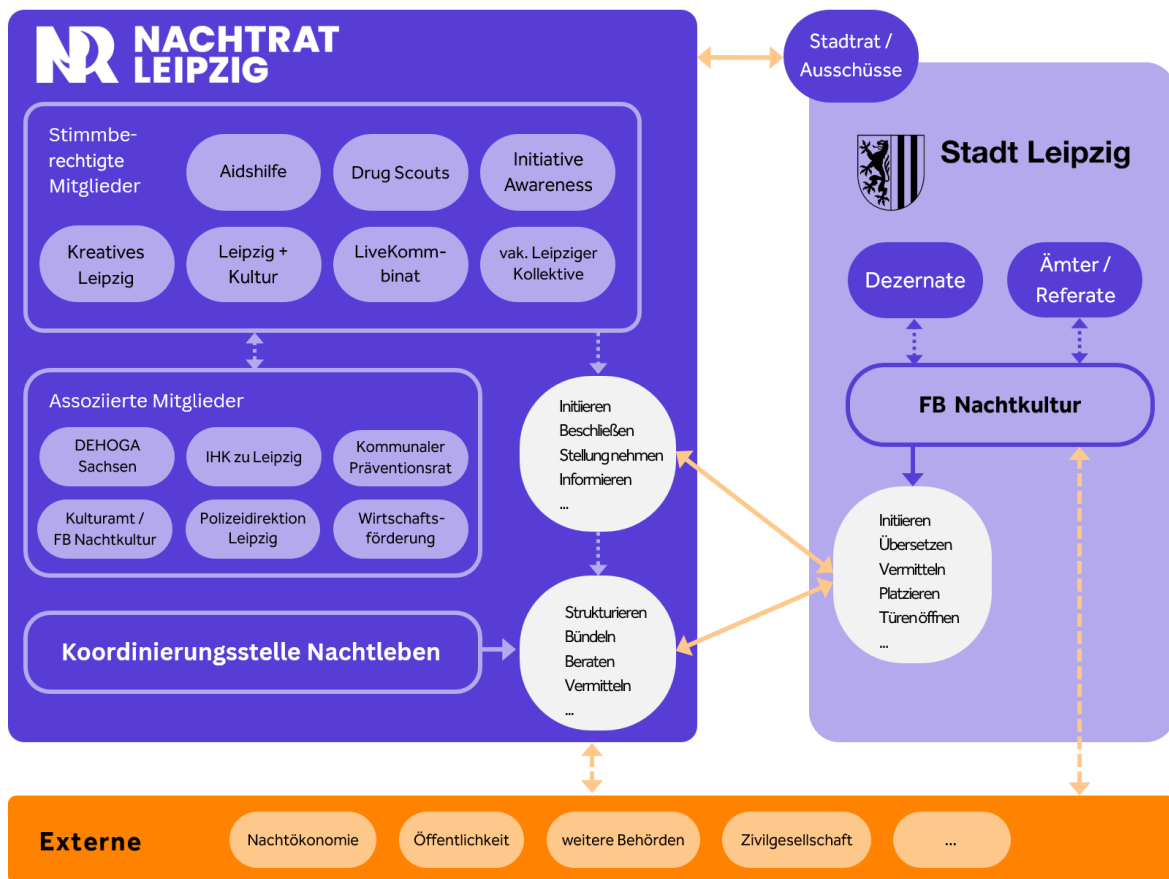 NR NACHTRAT
LEIPZIG
Stimmbe-
rechtigte
Mitglieder
Aidshilfe
Drug Scouts
Initiative
Awareness
Kreatives
Leipzig
Leipzig +
Kultur
LiveKomm-
binat
vak. Leipziger
Kollektive
Assoziierte Mitglieder
DEHOGA
Sachsen
IHK zu Leipzig
Kommunaler
Präventionsrat
Kulturamt /
FB Nachtkultur
Polizeidirektion
Leipzig
Wirtschafts-
förderung
Initiieren
Beschließen
Stellung nehmen
Informieren
...
Koordinierungsstelle Nachtleben
Strukturieren
Bündeln
Beraten
Vermitteln
...
Stadtrat /
Ausschüsse
Stadt Leipzig
Dezernate
Ämter /
Referate
FB Nachtkultur
Initiieren
Übersetzen
Vermitteln
Platzieren
Türen öffnen
...
Externe
Nachtökonomie
Öffentlichkeit
weitere Behörden
Zivilgesellschaft
...